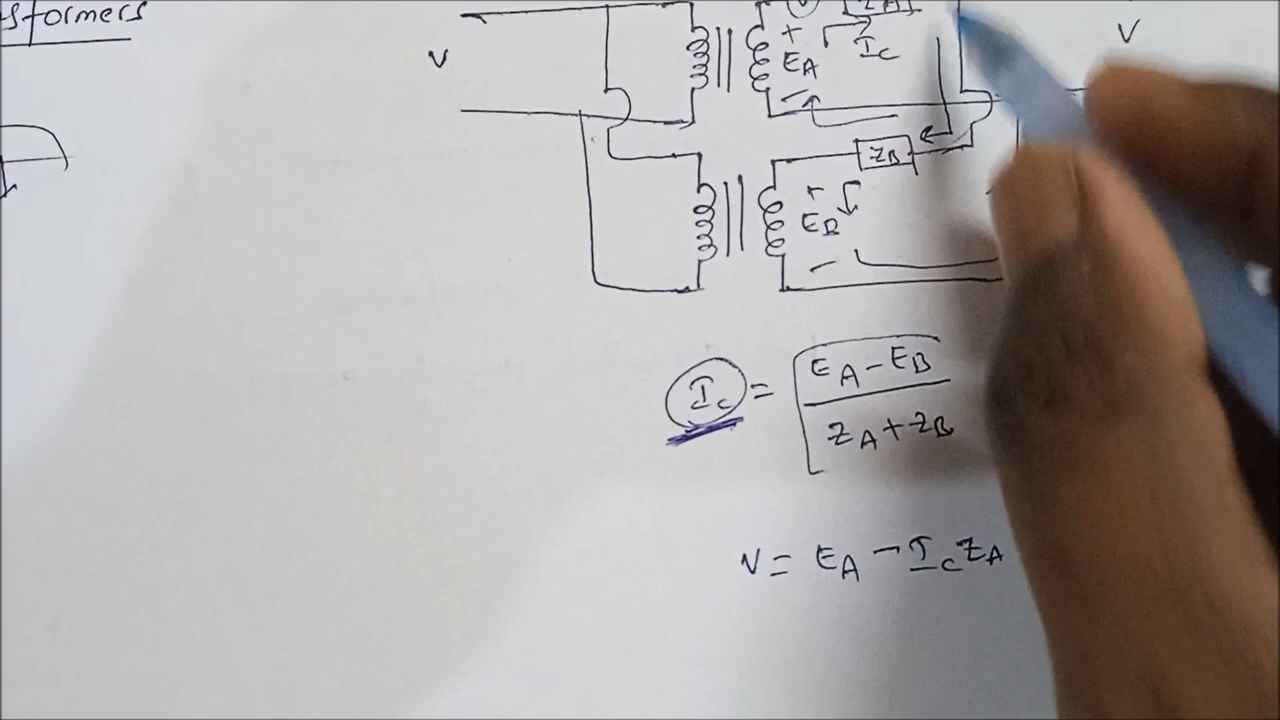 sformers
V
V
+
EA
Ic
ZA
-
ZB
+
EB
-
Ic = EA - EB
ZA + ZB
V = EA - Ic ZA